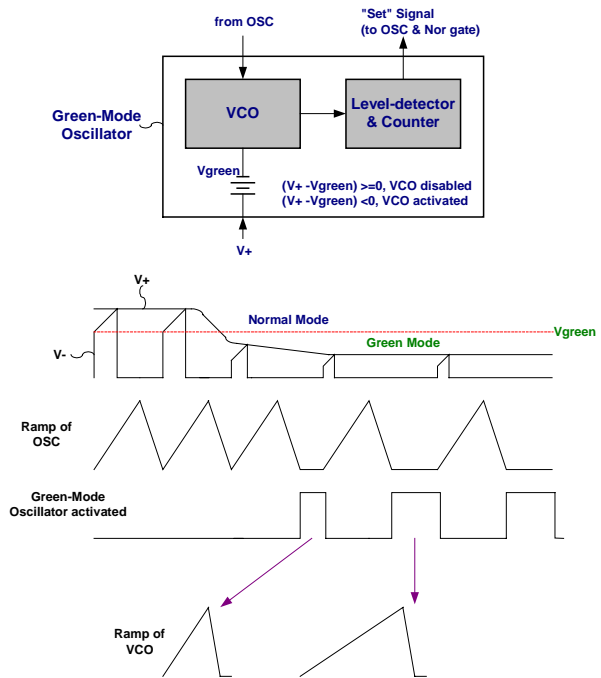 from OSC
"Set" Signal
(to OSC & Nor gate)
Green-Mode
Oscillator
VCO
Level-detector
& Counter
Vgreen
(V+ -Vgreen) >=0, VCO disabled
(V+ -Vgreen) <0, VCO activated
V+
V+
Normal Mode
Vgreen
Green Mode
V-
Ramp of
OSC
Green-Mode
Oscillator activated
Ramp of
VCO